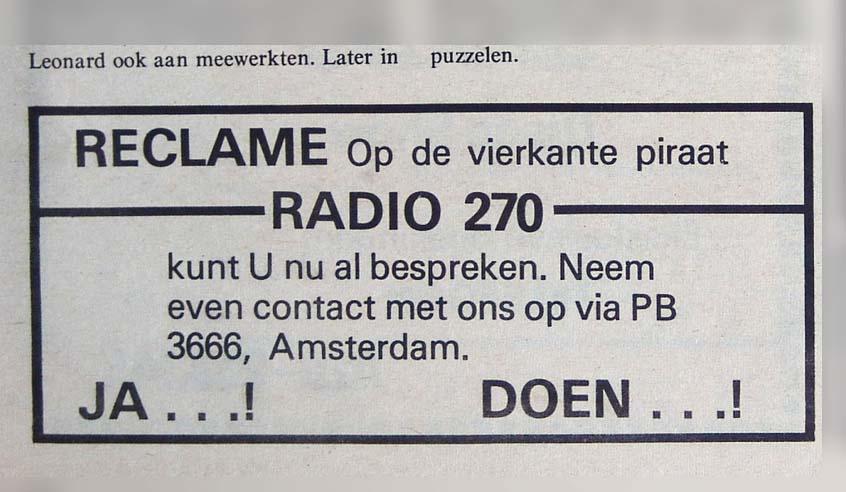 Leonard ook aan meewerkten. Later in puzzelen.
RECLAME Op de vierkante piraat
RADIO 270
kunt U nu al bespreken. Neem
even contact met ons op via PB
3666, Amsterdam.
JA . . .! DOEN . . .!